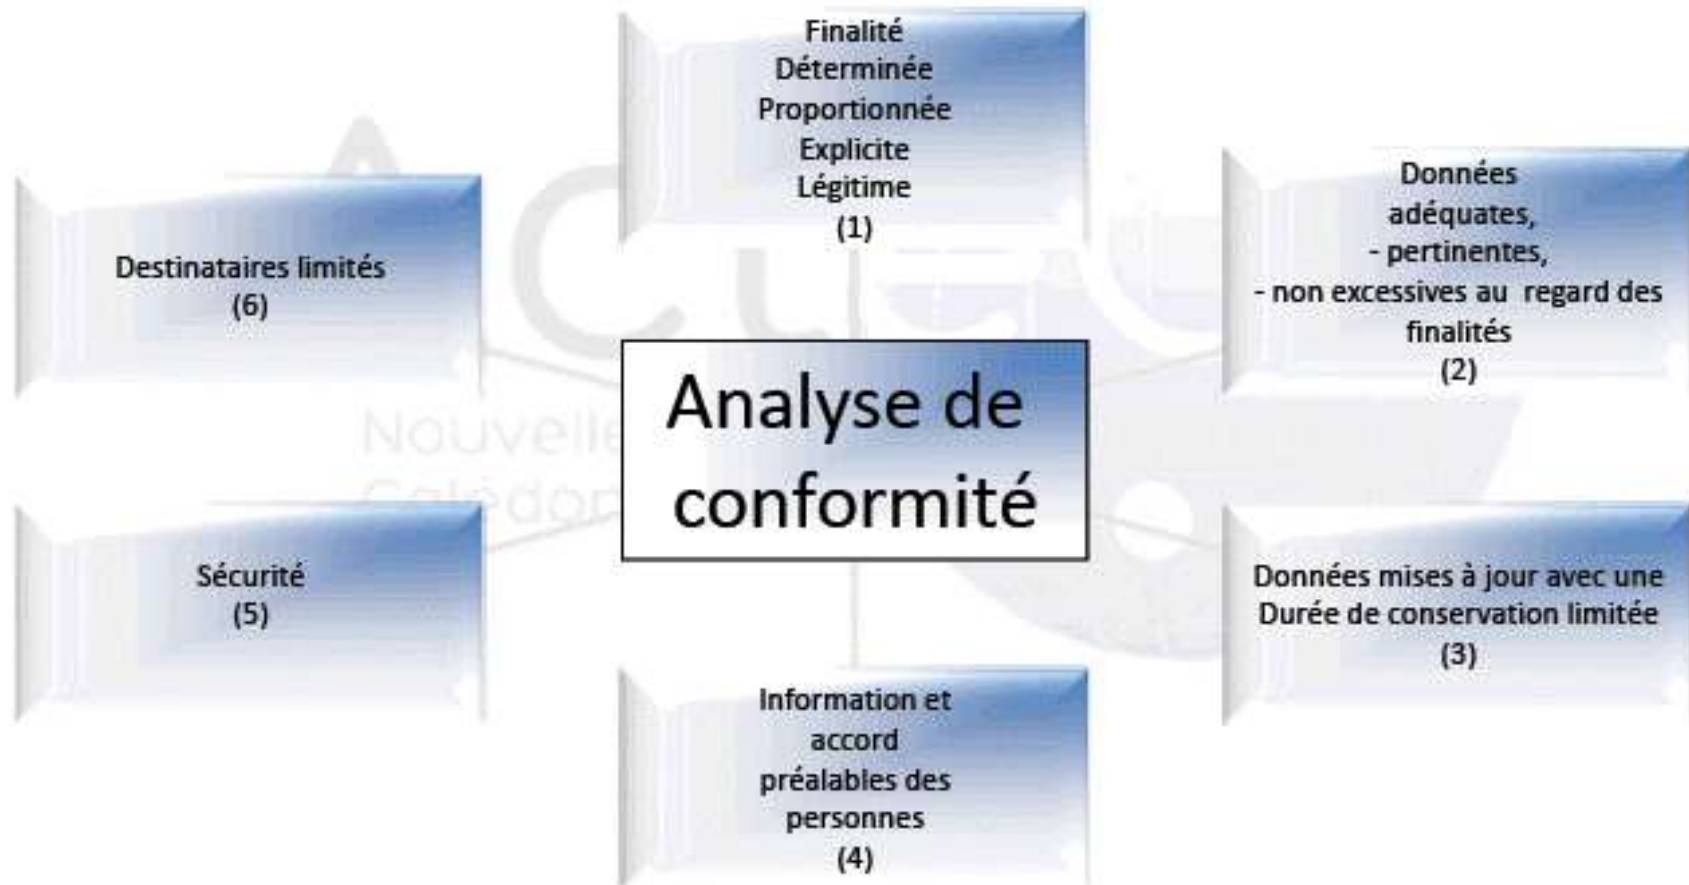 Finalité
Déterminée
Proportionnée
Explicite
Légitime
(1)
Données
adéquates,
- pertinentes,
- non excessives au regard des
finalités
(2)
Données mises à jour avec une
Durée de conservation limitée
(3)
Information et
accord
préalables des
personnes
(4)
Sécurité
(5)
Destinataires limités
(6)
Analyse de
conformité
Nouvelle